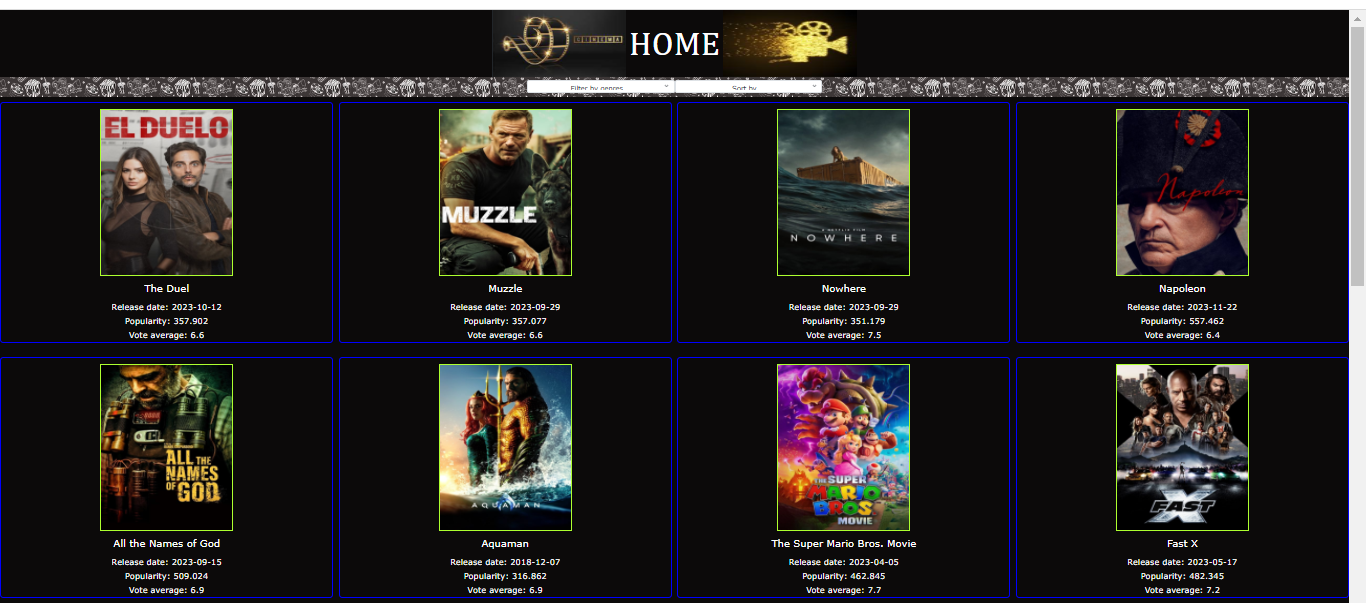 CINEMA
HOME
Filter by genres
Sort by
EL DUELO
MUZZLE
A NETFLIX FILM
NOWHERE
Napoleon
The Duel
Muzzle
Nowhere
Napoleon
Release date: 2023-10-12
Release date: 2023-09-29
Release date: 2023-09-29
Release date: 2023-11-22
Popularity: 357.902
Popularity: 357.077
Popularity: 351.179
Popularity: 557.462
Vote average: 6.6
Vote average: 6.6
Vote average: 7.5
Vote average: 6.4
ALL THE
NAMES
OF GOD
AQUAMAN
THE SUPER
MARIO
BROS.
MOVIE
FAST X
All the Names of God
Aquaman
The Super Mario Bros. Movie
Fast X
Release date: 2023-09-15
Release date: 2018-12-07
Release date: 2023-04-05
Release date: 2023-05-17
Popularity: 509.024
Popularity: 316.862
Popularity: 462.845
Popularity: 482.345
Vote average: 6.9
Vote average: 6.9
Vote average: 7.7
Vote average: 7.2